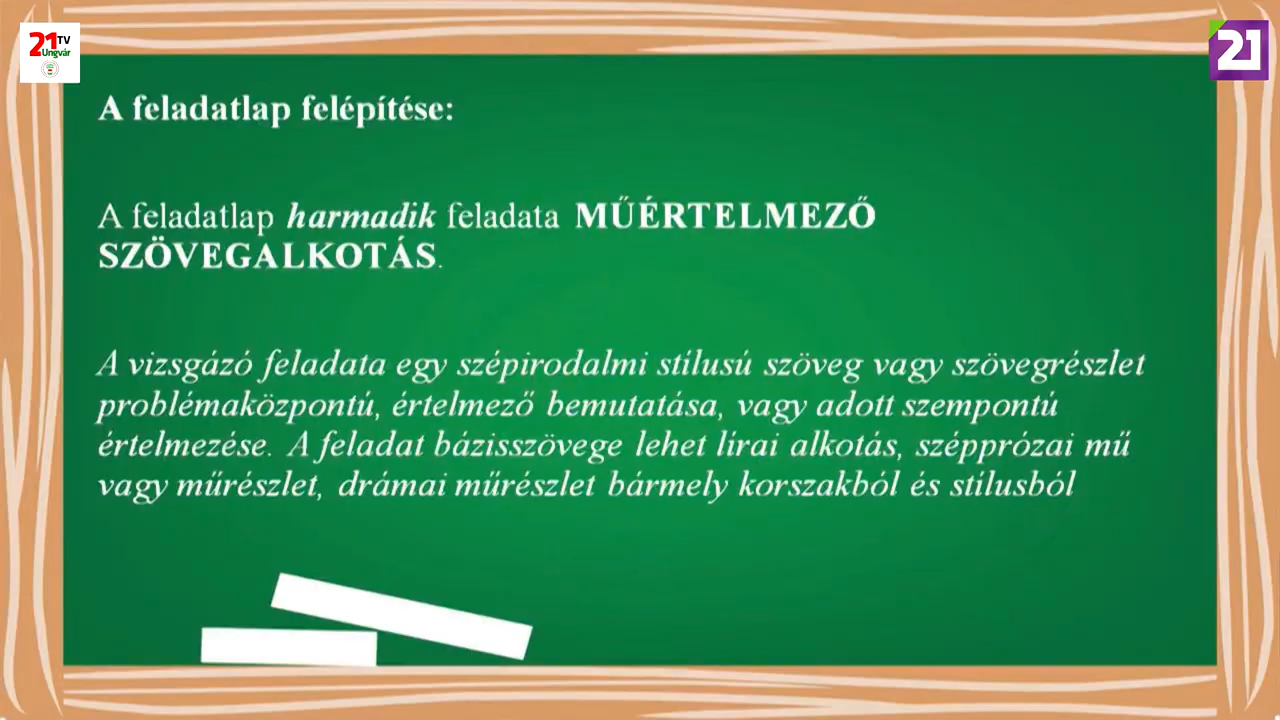 21 TV
Ungvár
21
A feladatlap felépítése:
A feladatlap harmadik feladata MŰÉRTELMEZŐ
SZÖVEGALKOTÁS.
A vizsgázó feladata egy szépirodalmi stílusú szöveg vagy szövegrészlet
problémaközpontú, értelmező bemutatása, vagy adott szempontú
értelmezése. A feladat bázisszövege lehet lírai alkotás, szépprózai mű
vagy műrészlet, drámai műrészlet bármely korszakból és stílusból